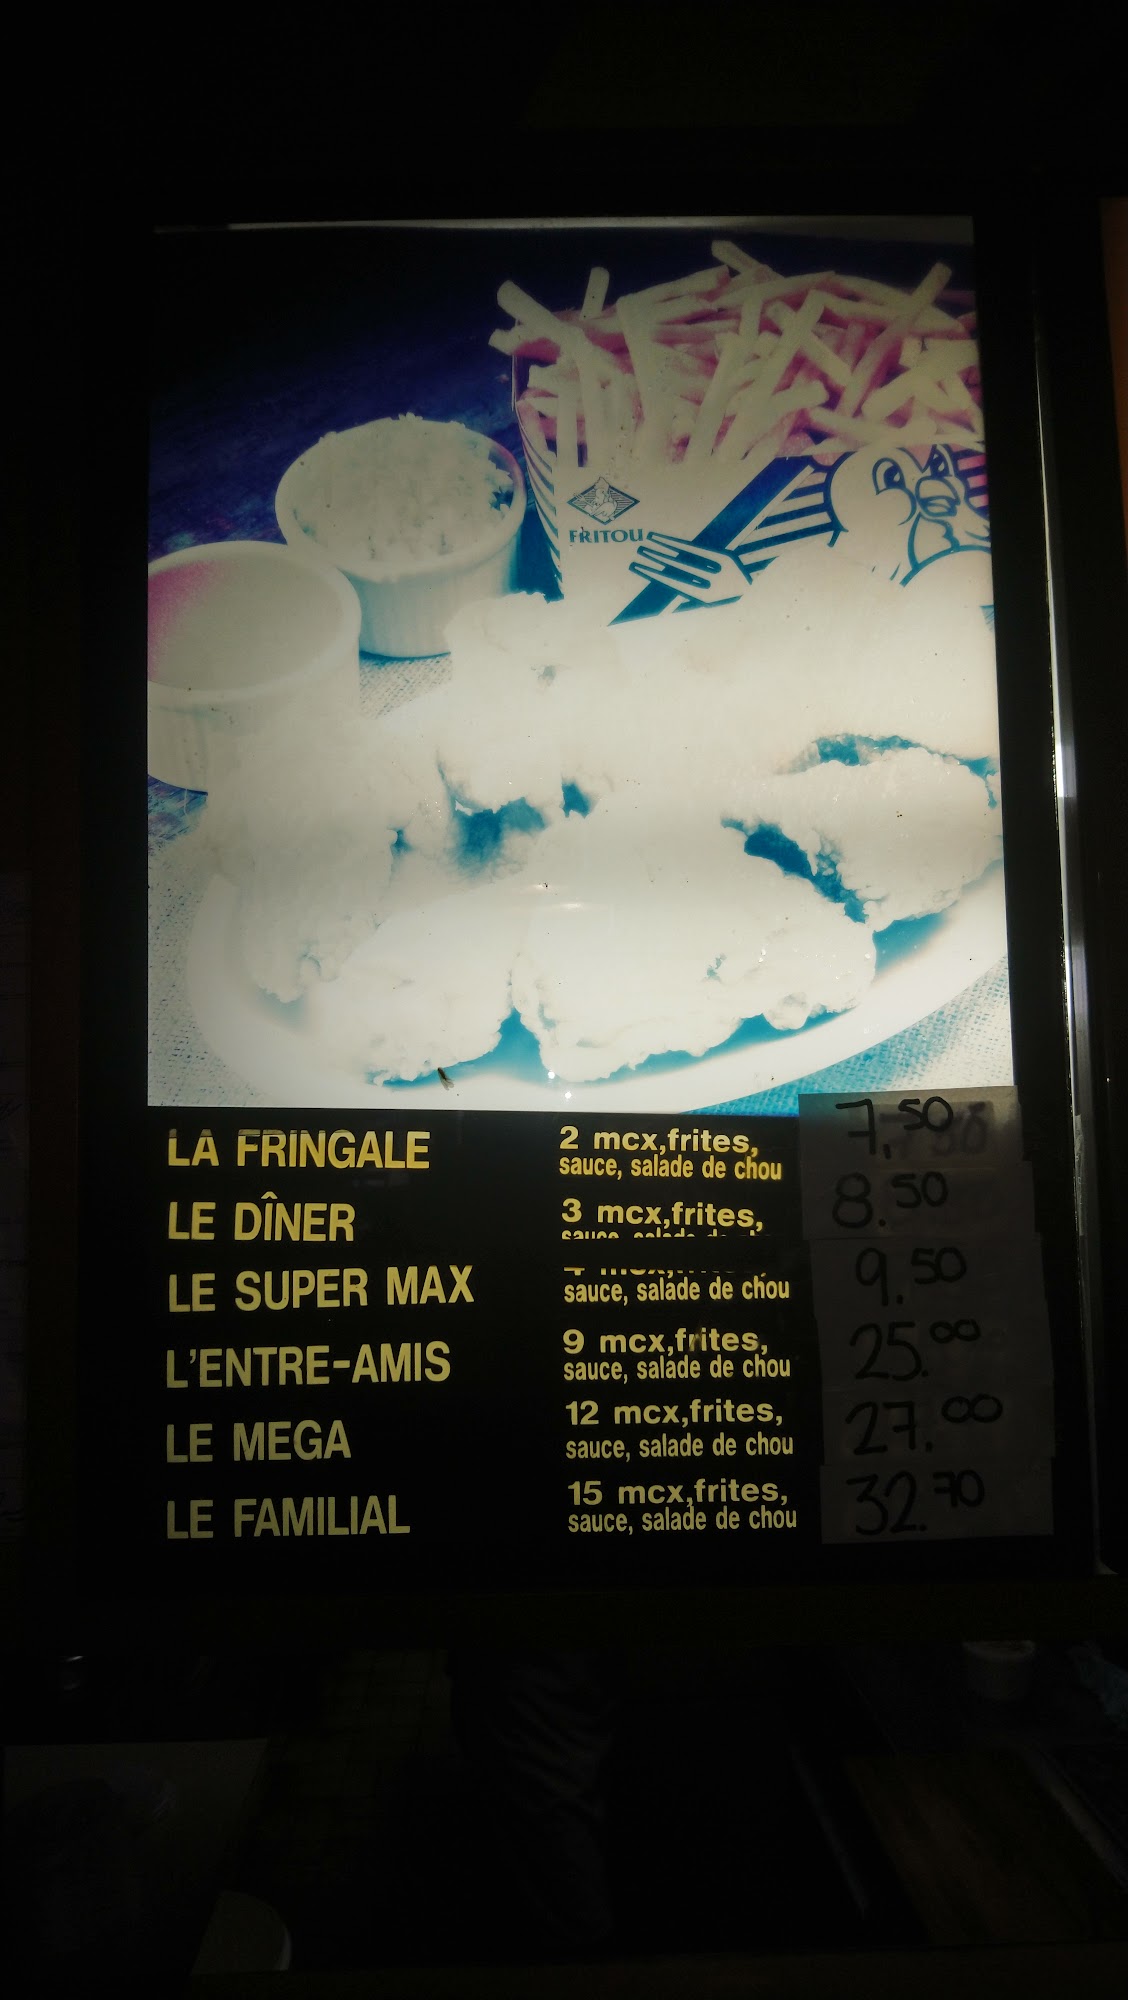 FRITOU
LA FRINGALE 2 mcx,frites, 7.50
sauce, salade de chou
LE DÎNER 3 mcx,frites, 8.50
sauce, salade de
LE SUPER MAX
sauce, salade de chou 9.50
L'ENTRE-AMIS 9 mcx,frites, 25.00
sauce, salade de chou
LE MEGA 12 mcx,frites, 27.00
sauce, salade de chou
LE FAMILIAL 15 mcx,frites, 32.70
sauce, salade de chou